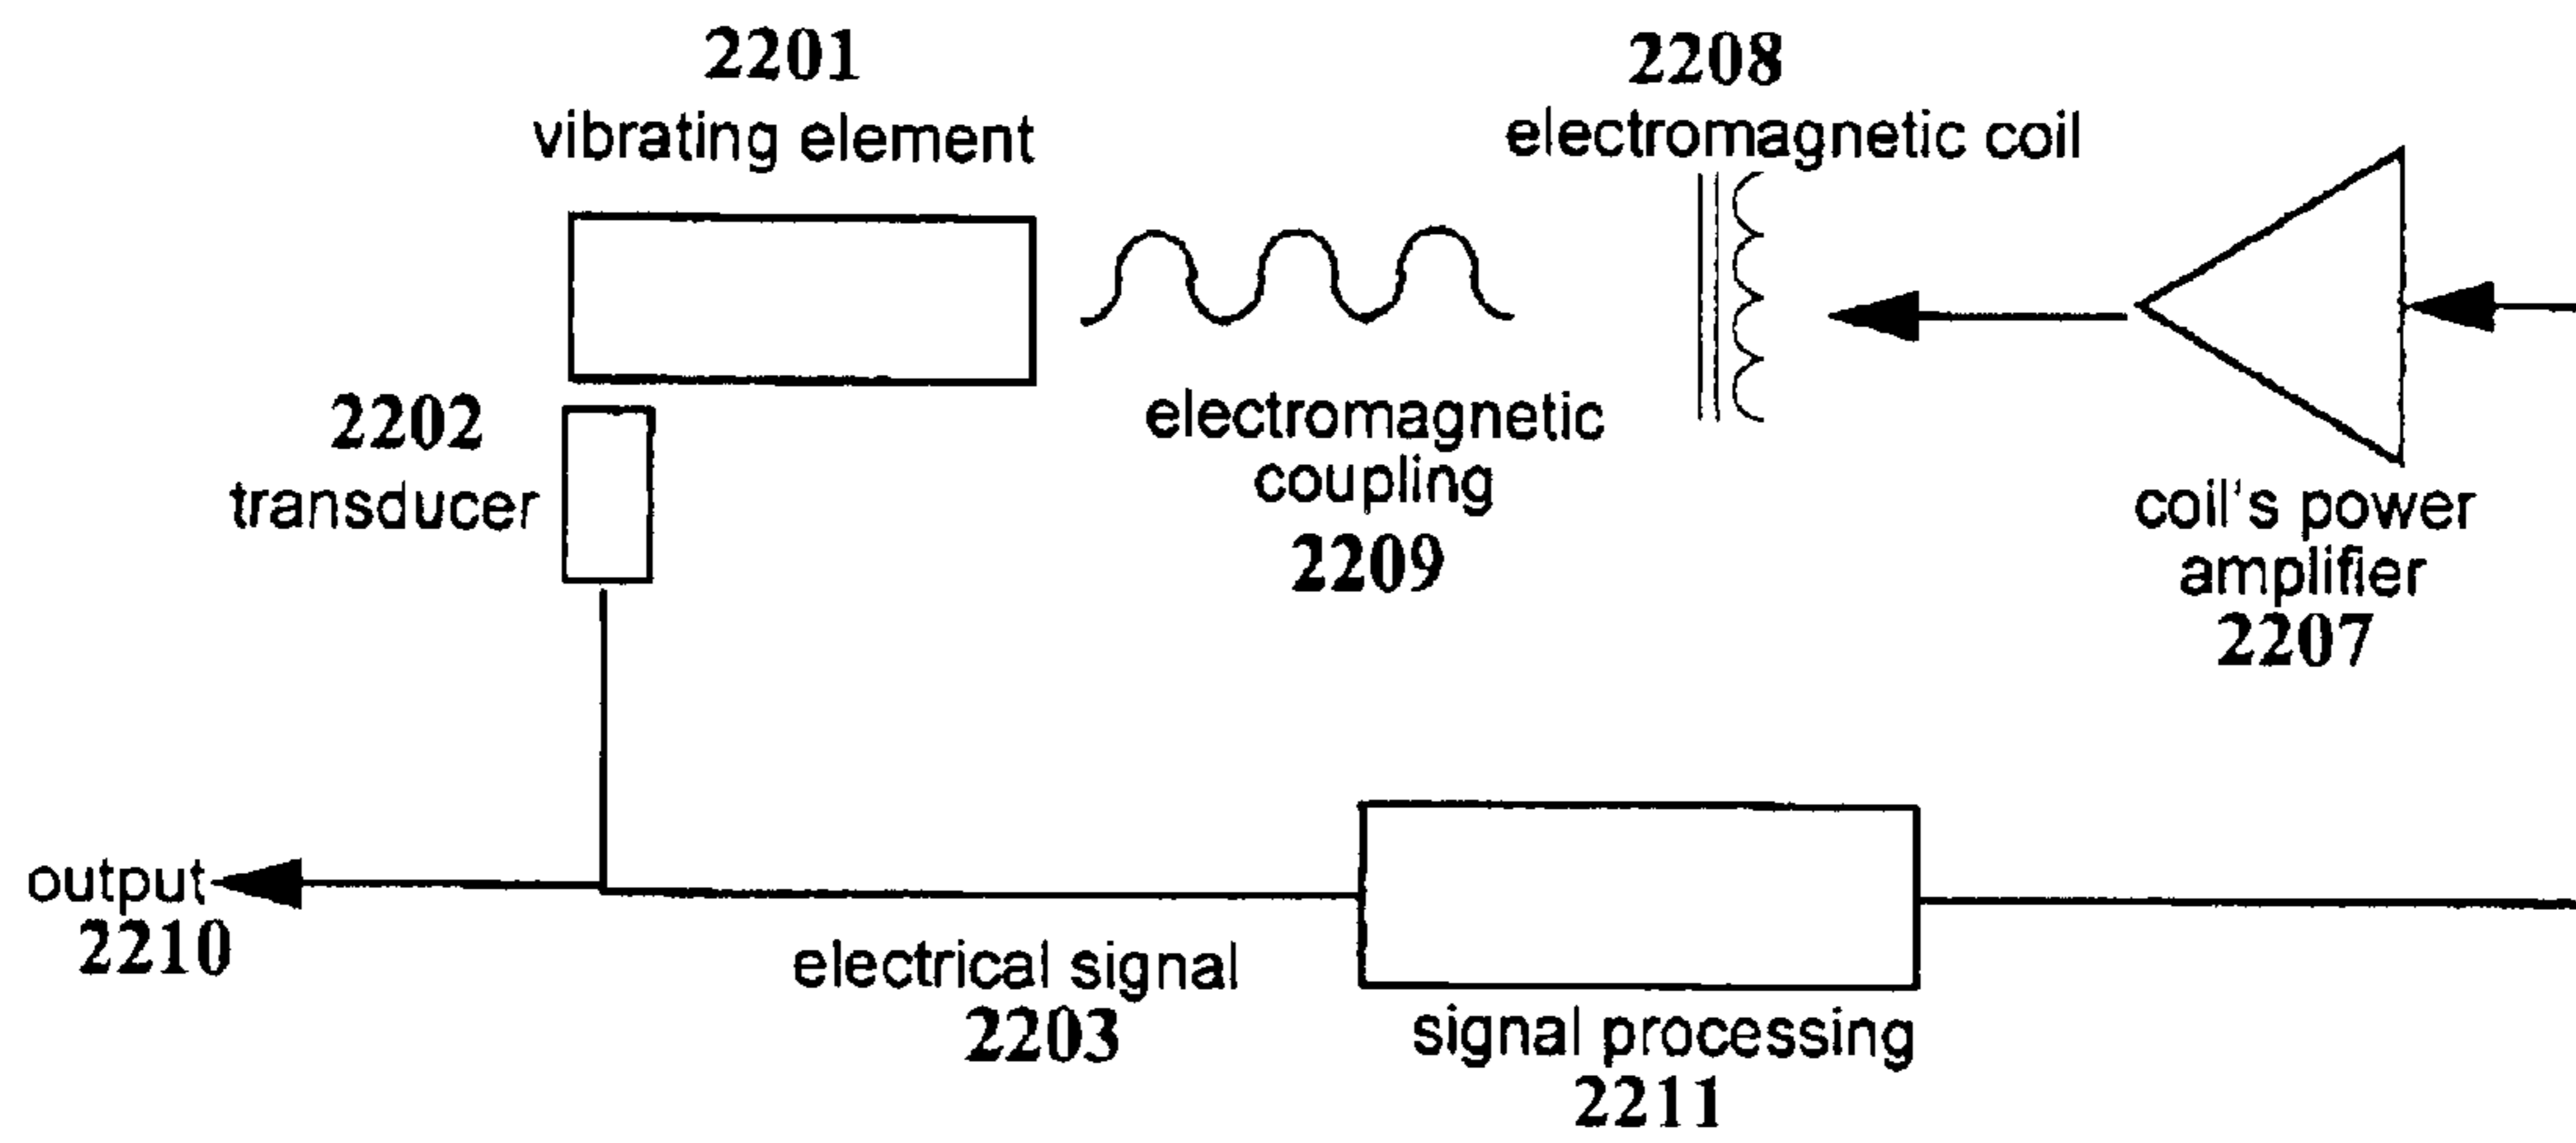 2201
vibrating element
2208
electromagnetic coil
2202
transducer
electromagnetic
coupling
2209
coil's power
amplifier
2207
output
2210
electrical signal
2203
signal processing
2211